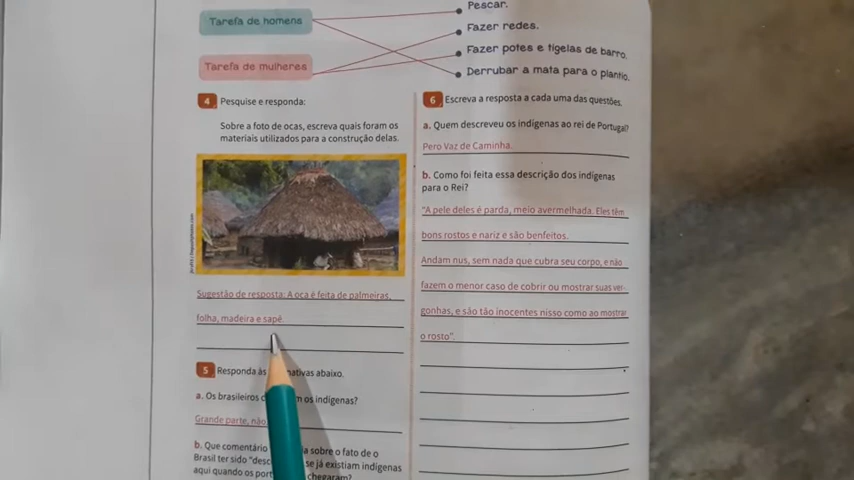 Tarefa de homens
Tarefa de mulheres
Pescar.
Fazer redes.
Fazer potes e tigelas de barro.
Derrubar a mata para o plantio.
4 Pesquise e responda:
Sobre a foto de ocas, escreva quais foram os
materiais utilizados para a construção delas.
Sugestão de resposta: A oca é feita de palmeiras,
folha, madeira e sapé.
5 Responda às nativas abaixo.
a. Os brasileiros m os indígenas?
Grande parte, não
b. Que comentário a sobre o fato de o
Brasil ter sido "desc se já existiam indígenas
aqui quando os port chegaram?
6 Escreva a resposta a cada uma das questões.
a. Quem descreveu os indígenas ao rei de Portugal?
Pero Vaz de Caminha.
b. Como foi feita essa descrição dos indígenas
para o Rei?
"A pele deles é parda, meio avermelhada. Eles têm
bons rostos e nariz e são benfeitos.
Andam nus, sem nada que cubra seu corpo, e não
fazem o menor caso de cobrir ou mostrar suas ver-
gonhas, e são tão inocentes nisso como ao mostrar
o rosto".